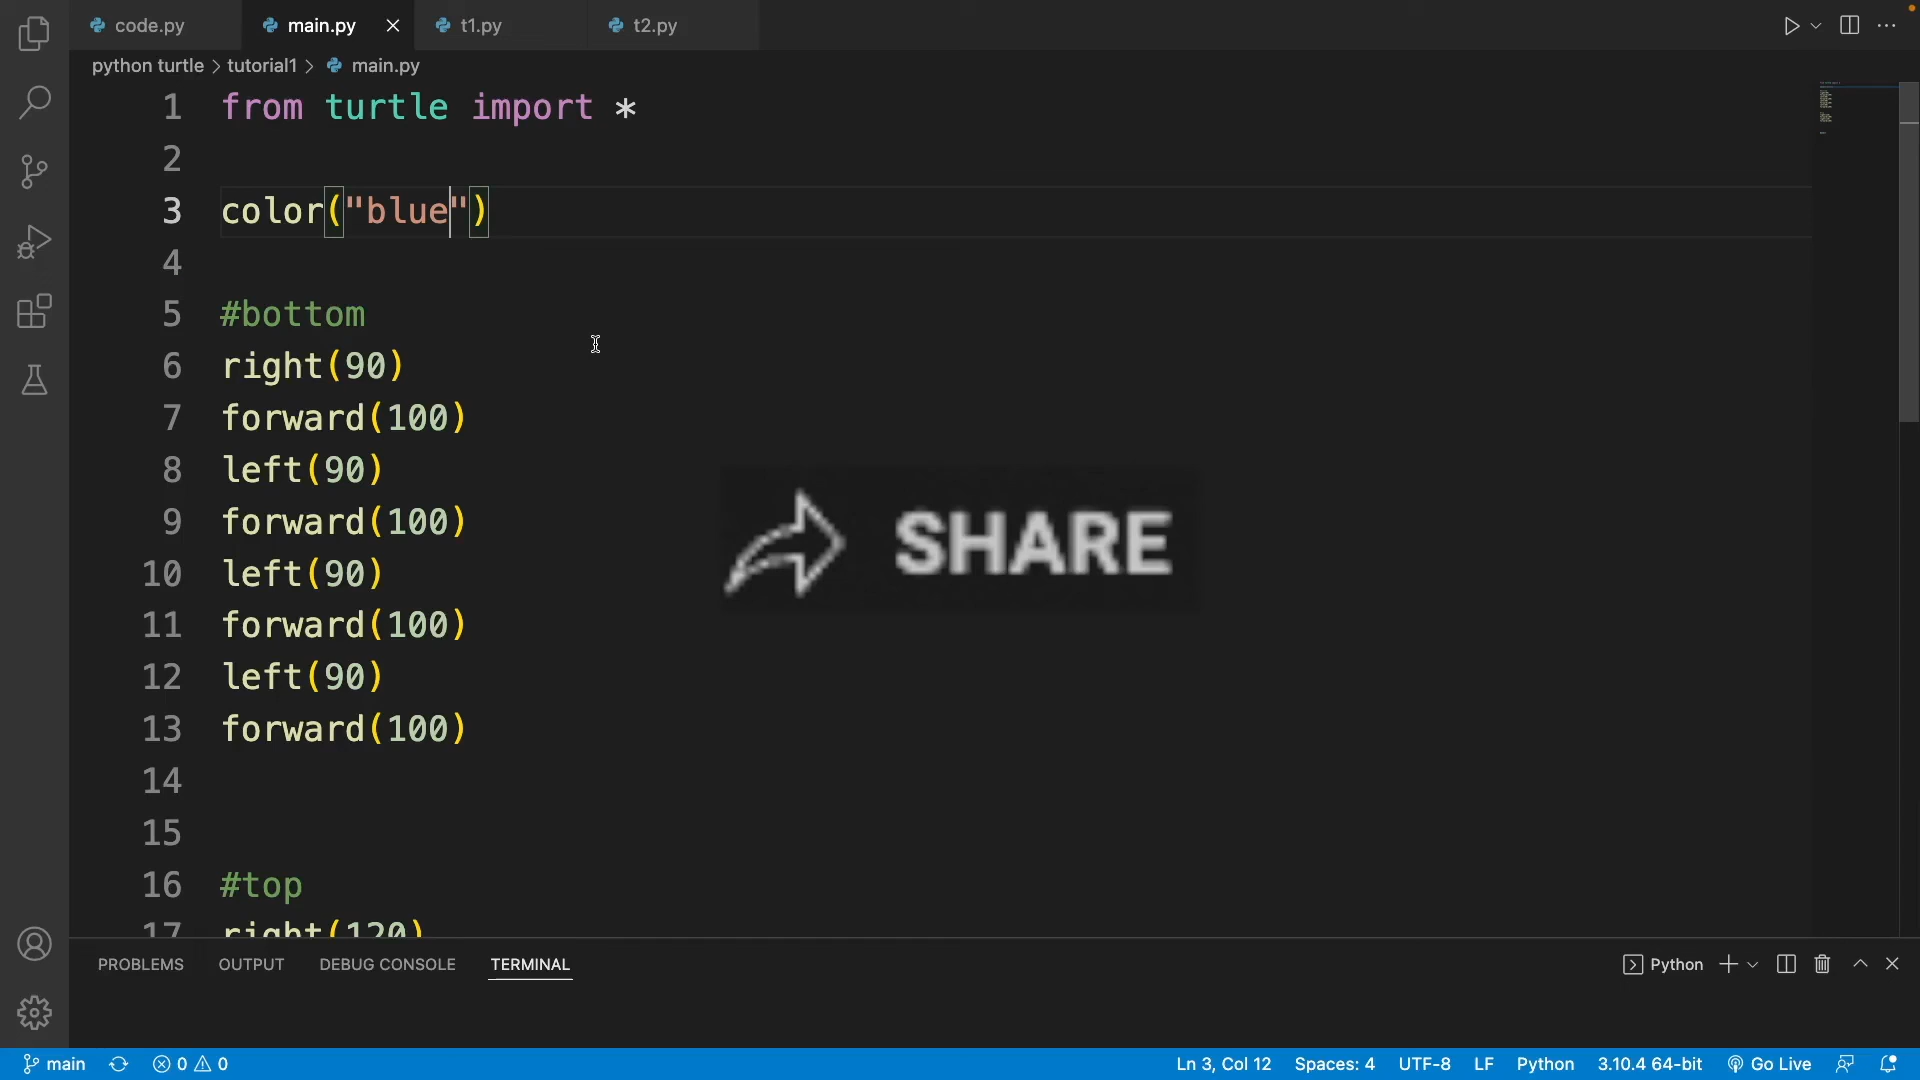 code.py main.py t1.py t2.py
python turtle > tutorial1 > main.py
1 from turtle import *
2
3 color("blue")
4
5 #bottom
6 right(90)
7 forward(100)
8 left(90)
9 forward(100)
10 left(90)
11 forward(100)
12 left(90)
13 forward(100)
14
15
16 #top
17 right(120)
SHARE
PROBLEMS OUTPUT DEBUG CONSOLE TERMINAL Python
main 0 0 Ln 3, Col 12 Spaces: 4 UTF-8 LF Python 3.10.4 64-bit Go Live